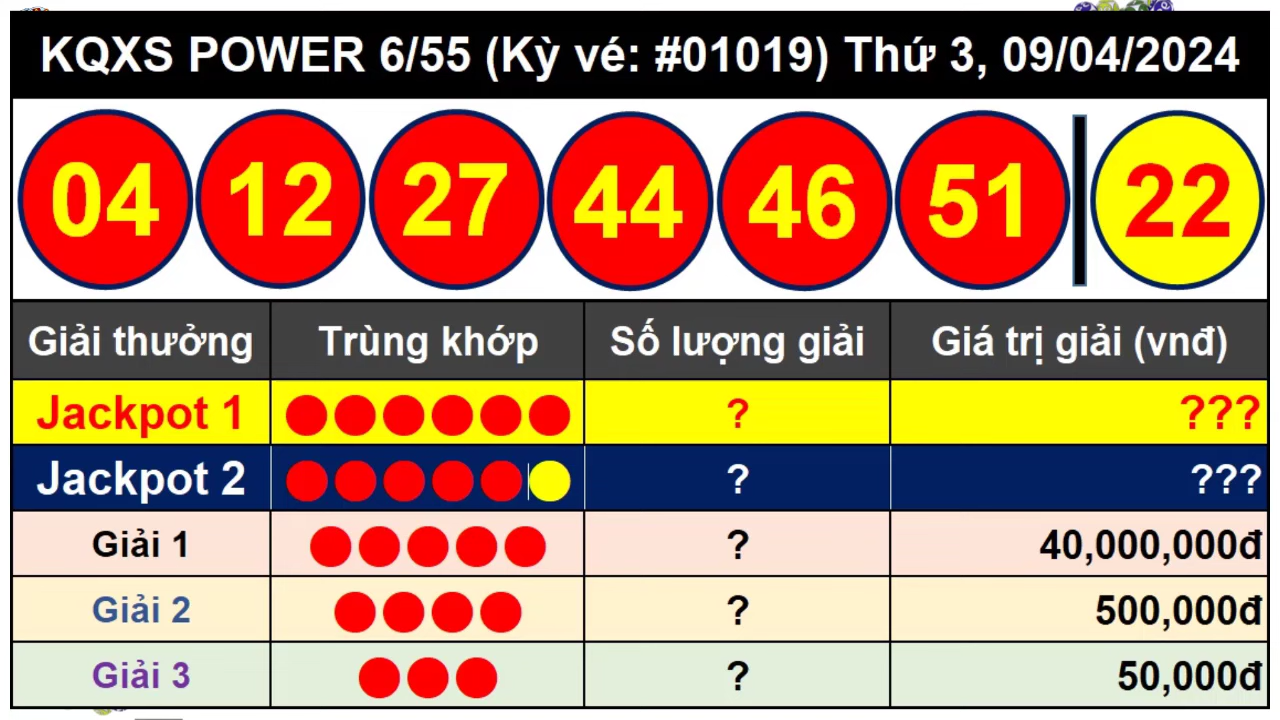 KQXS POWER 6/55 (Kỳ vé: #01019) Thứ 3, 09/04/2024
04 12 27 44 46 51 22
Giải thưởng Trùng khớp Số lượng giải Giá trị giải (vnđ)
Jackpot 1 ? ???
Jackpot 2 ? ???
Giải 1 ? 40,000,000đ
Giải 2 ? 500,000đ
Giải 3 ? 50,000đ